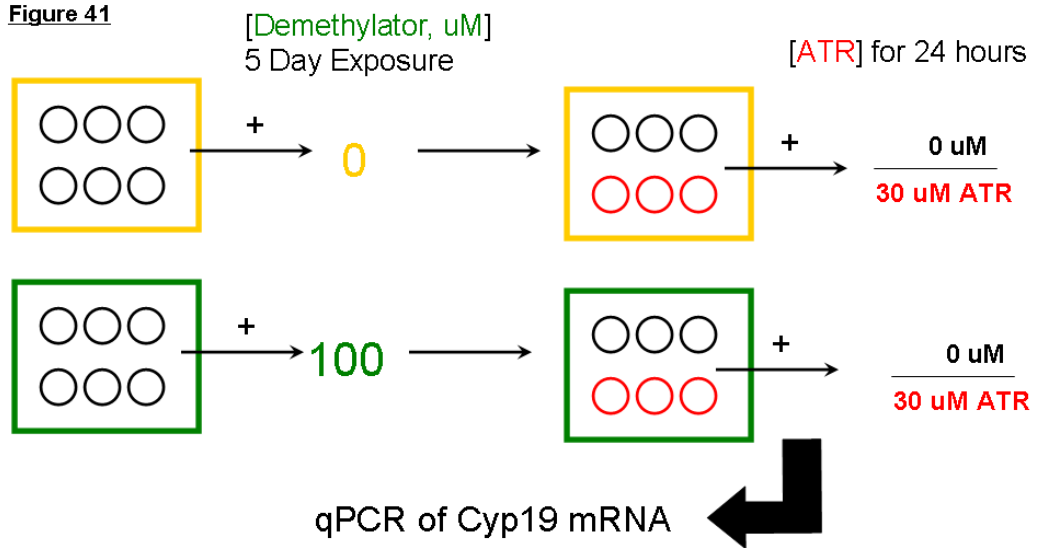 Figure 41
[Demethylator, uM]
5 Day Exposure
[ATR] for 24 hours
+
0
+
0 uM
30 uM ATR
+
100
+
0 uM
30 uM ATR
qPCR of Cyp19 mRNA